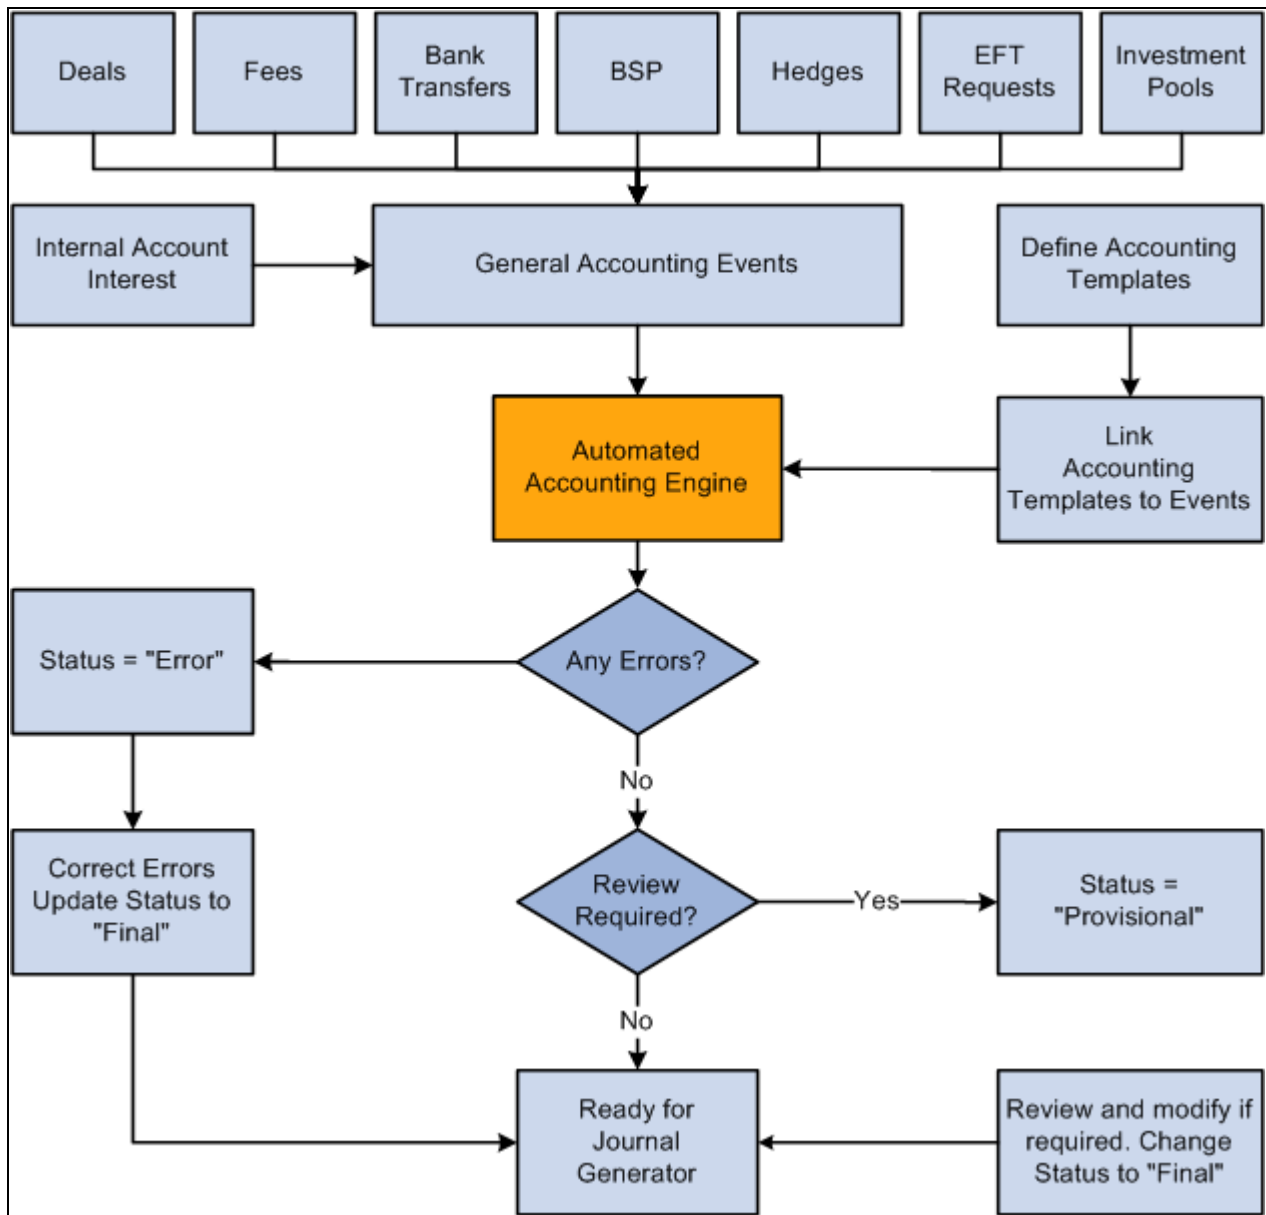 Deals
Fees
Bank
Transfers
BSP
Hedges
EFT
Requests
Investment
Pools
Internal Account
Interest
General Accounting Events
Define Accounting
Templates
Automated
Accounting Engine
Link
Accounting
Templates to Events
Status = "Error"
Any Errors?
No
Correct Errors
Update Status to
"Final"
Review
Required?
Yes
Status =
"Provisional"
No
Ready for
Journal
Generator
Review and modify if
required. Change
Status to "Final"